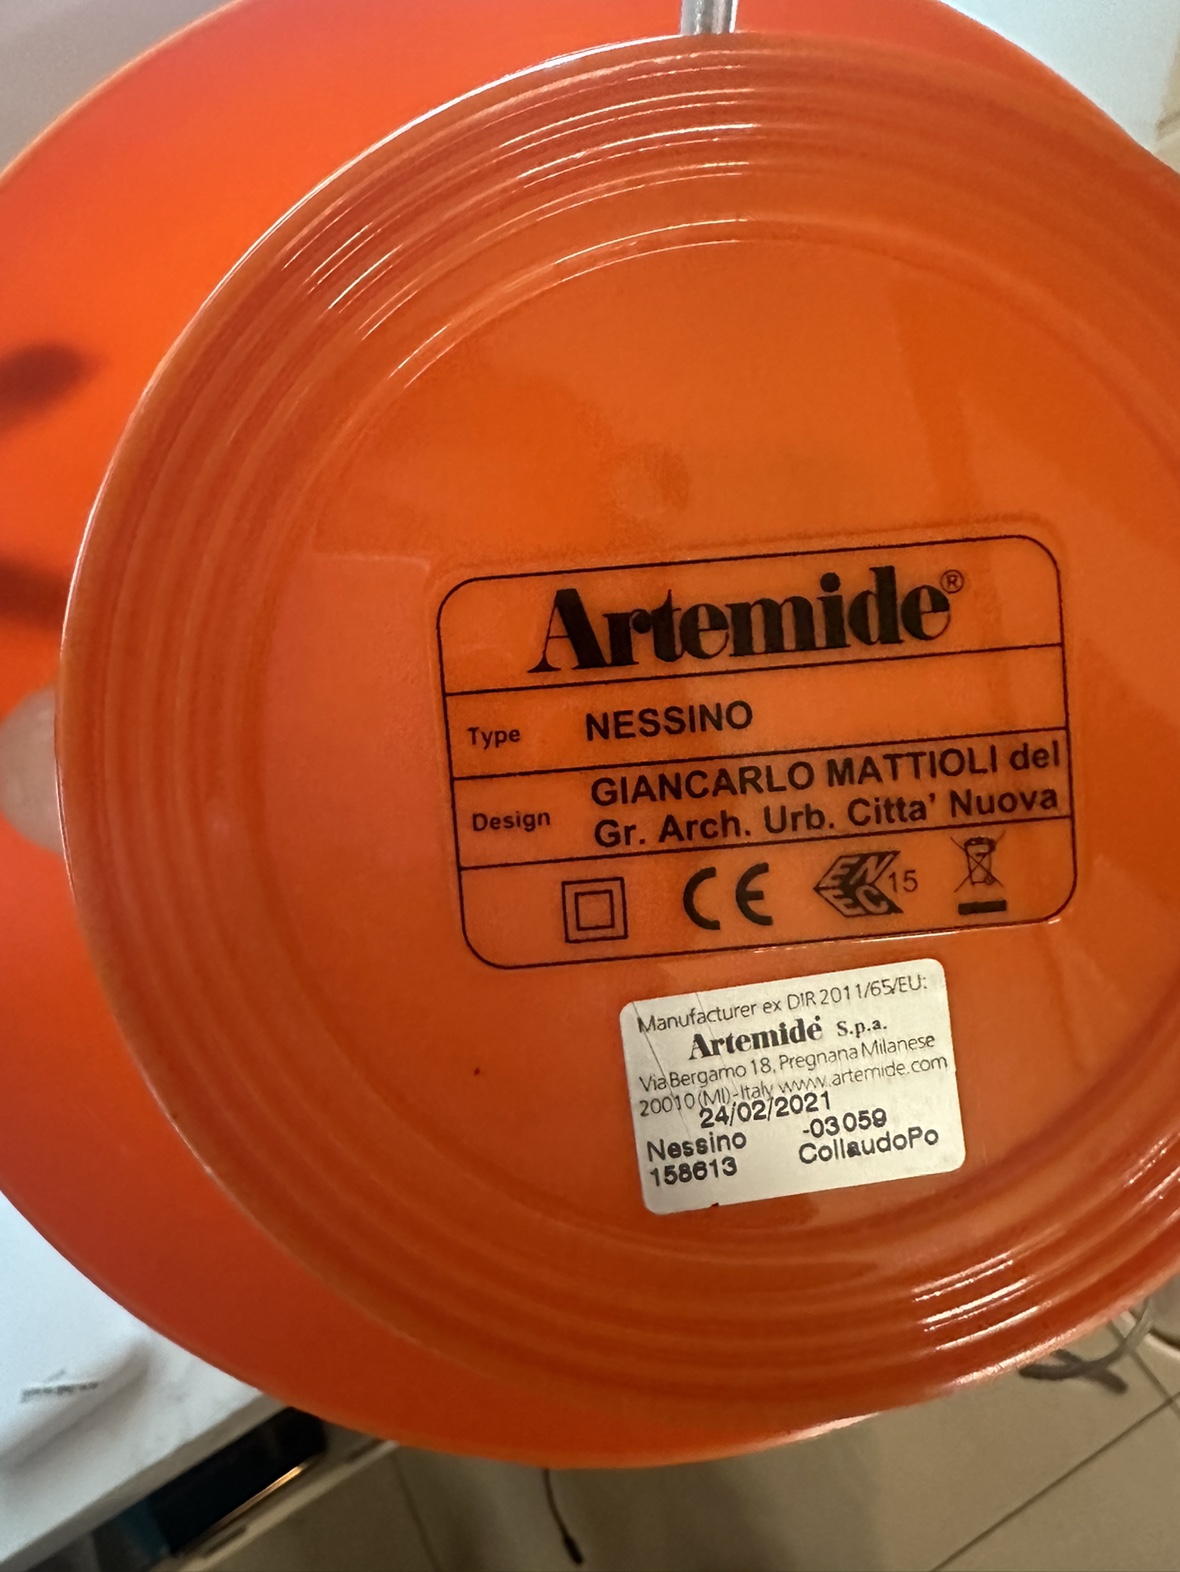 Artemide®
Type NESSINO
Design GIANCARLO MATTIOLI del
Gr. Arch. Urb. Citta' Nuova
CE ENEC 15
Manufacturer ex DIR 2011/65/EU:
Artemide S.p.a.
Via Bergamo 18, Pregnana Milanese
20010 (MI)-Italy www.artemide.com
24/02/2021
Nessino -03059
158613 CollaudoPo